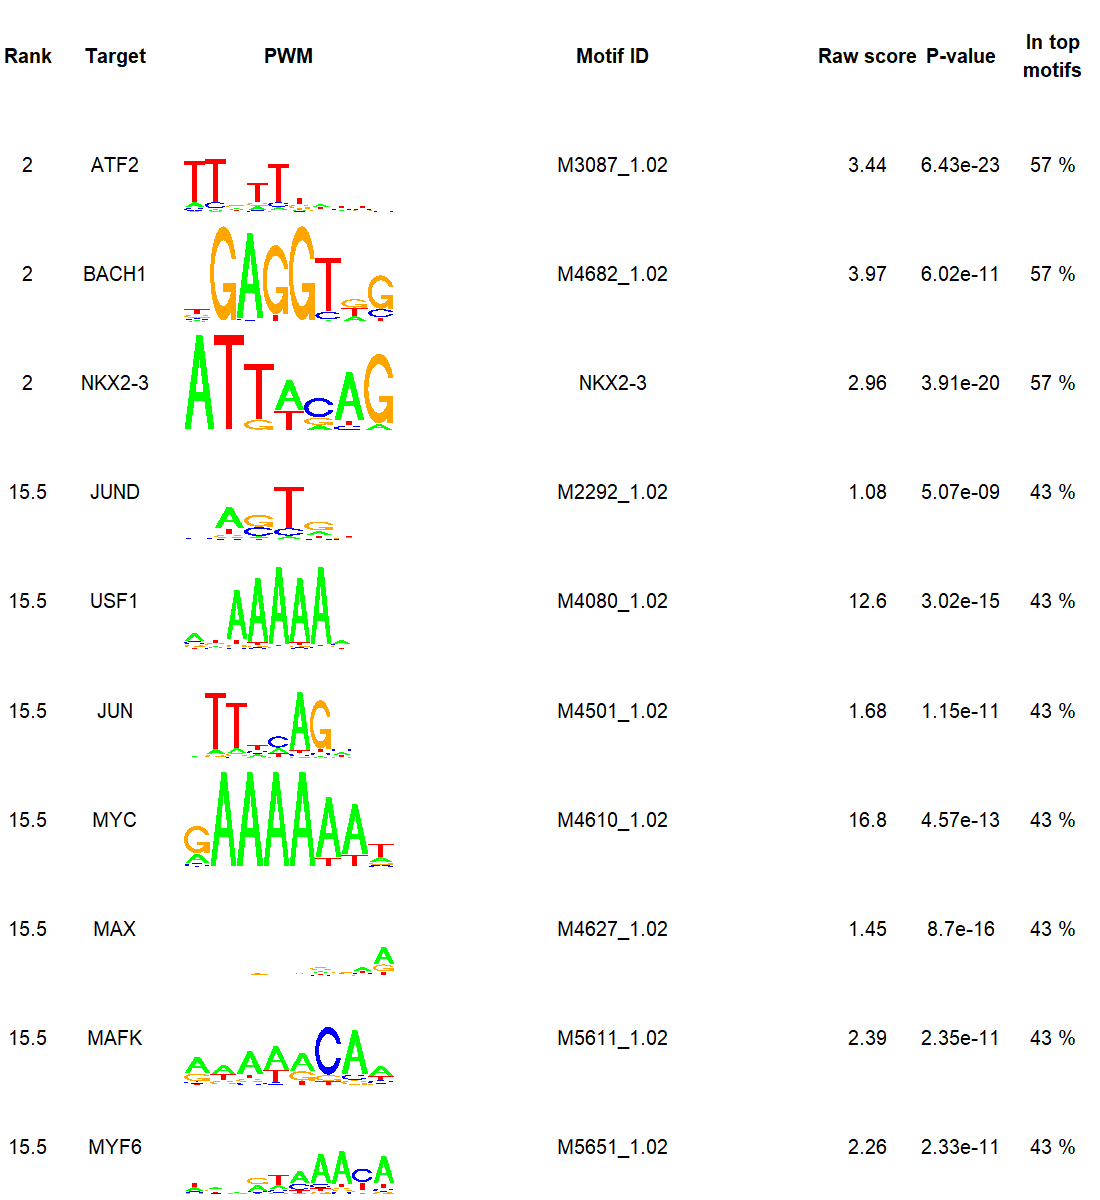 Rank Target PWM Motif ID Raw score P-value In top motifs
2 ATF2 M3087_1.02 3.44 6.43e-23 57 %
2 BACH1 M4682_1.02 3.97 6.02e-11 57 %
2 NKX2-3 NKX2-3 2.96 3.91e-20 57 %
15.5 JUND M2292_1.02 1.08 5.07e-09 43 %
15.5 USF1 M4080_1.02 12.6 3.02e-15 43 %
15.5 JUN M4501_1.02 1.68 1.15e-11 43 %
15.5 MYC M4610_1.02 16.8 4.57e-13 43 %
15.5 MAX M4627_1.02 1.45 8.7e-16 43 %
15.5 MAFK M5611_1.02 2.39 2.35e-11 43 %
15.5 MYF6 M5651_1.02 2.26 2.33e-11 43 %